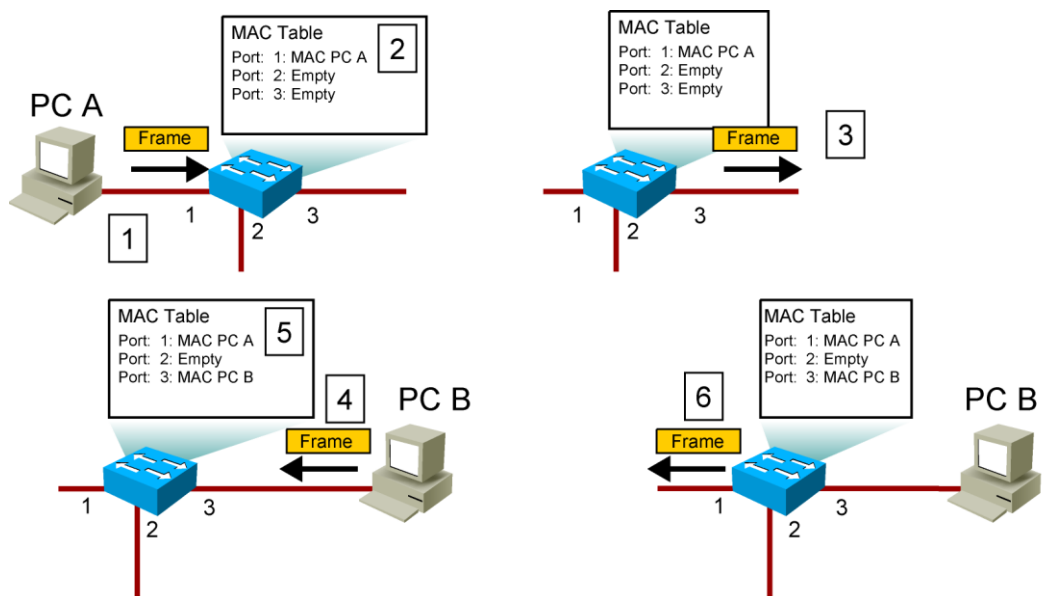 MAC Table
Port: 1: MAC PC A
Port: 2: Empty
Port: 3: Empty
2
PC A
Frame
1
2
3
1
MAC Table
Port: 1: MAC PC A
Port: 2: Empty
Port: 3: Empty
Frame
3
1
2
3
MAC Table
Port: 1: MAC PC A
Port: 2: Empty
Port: 3: MAC PC B
5
4
PC B
Frame
1
2
3
MAC Table
Port: 1: MAC PC A
Port: 2: Empty
Port: 3: MAC PC B
6
PC B
Frame
1
2
3